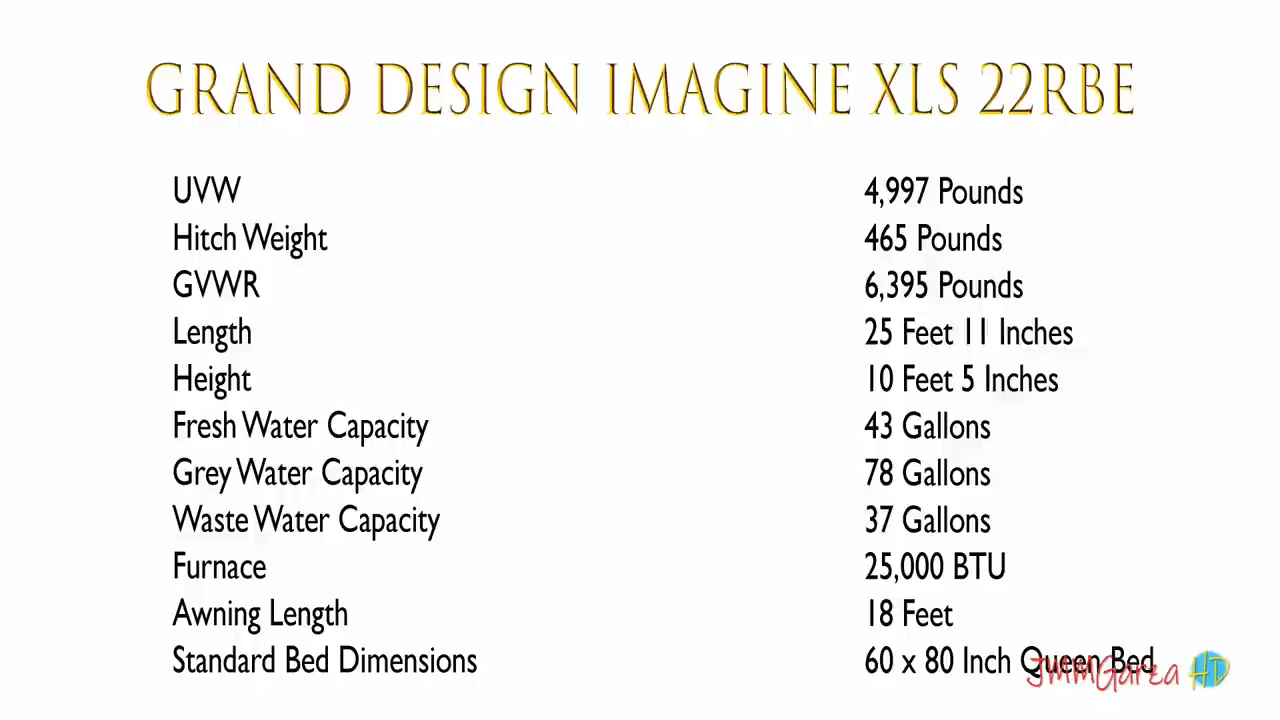 GRAND DESIGN IMAGINE XLS 22RBE
UVW 4,997 Pounds
Hitch Weight 465 Pounds
GVWR 6,395 Pounds
Length 25 Feet 11 Inches
Height 10 Feet 5 Inches
Fresh Water Capacity 43 Gallons
Grey Water Capacity 78 Gallons
Waste Water Capacity 37 Gallons
Furnace 25,000 BTU
Awning Length 18 Feet
Standard Bed Dimensions 60 x 80 Inch Queen Bed
JMMGarza HD